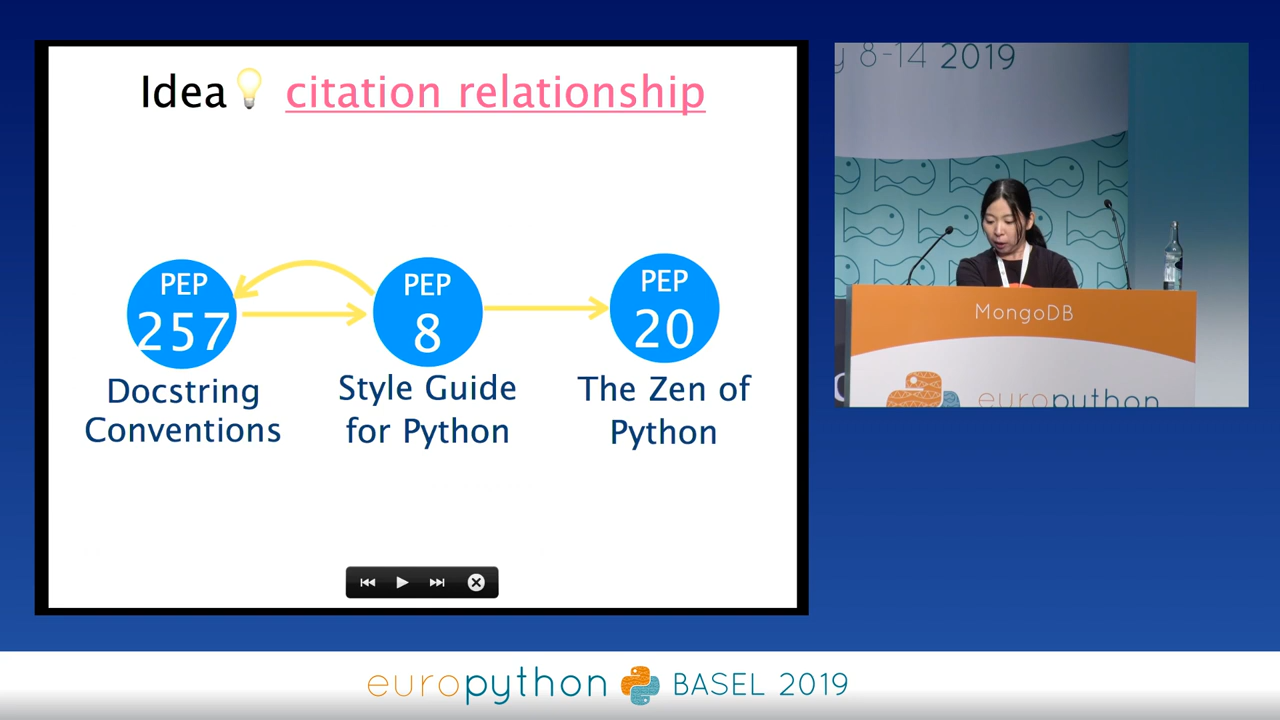 Idea citation relationship
PEP
257
PEP
8
PEP
20
Docstring
Conventions
Style Guide
for Python
The Zen of
Python
8-14 2019
MongoDB
europython
europython BASEL 2019